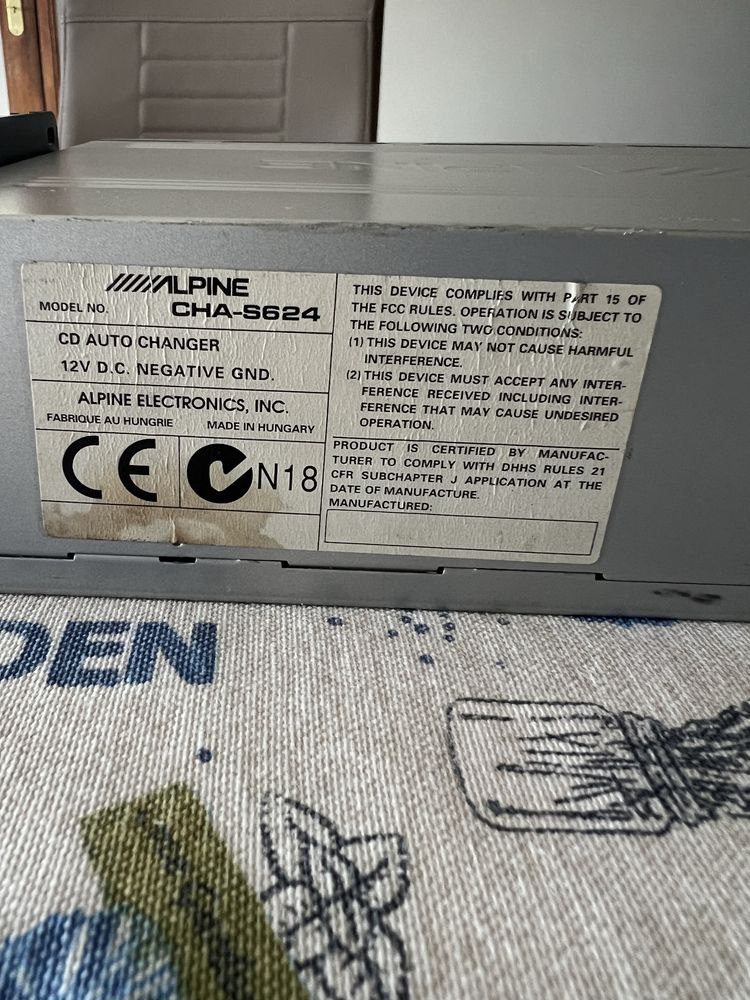 ALPINE
MODEL NO. CHA-S624
CD AUTO CHANGER
12V D.C. NEGATIVE GND.
ALPINE ELECTRONICS, INC.
FABRIQUE AU HUNGRIE MADE IN HUNGARY
CE N18
THIS DEVICE COMPLIES WITH PART 15 OF
THE FCC RULES. OPERATION IS SUBJECT TO
THE FOLLOWING TWO CONDITIONS:
(1) THIS DEVICE MAY NOT CAUSE HARMFUL
INTERFERENCE.
(2) THIS DEVICE MUST ACCEPT ANY INTER-
FERENCE RECEIVED INCLUDING INTER-
FERENCE THAT MAY CAUSE UNDESIRED
OPERATION.
PRODUCT IS CERTIFIED BY MANUFAC-
TURER TO COMPLY WITH DHHS RULES 21
CFR SUBCHAPTER J APPLICATION AT THE
DATE OF MANUFACTURE.
MANUFACTURED:
DEN